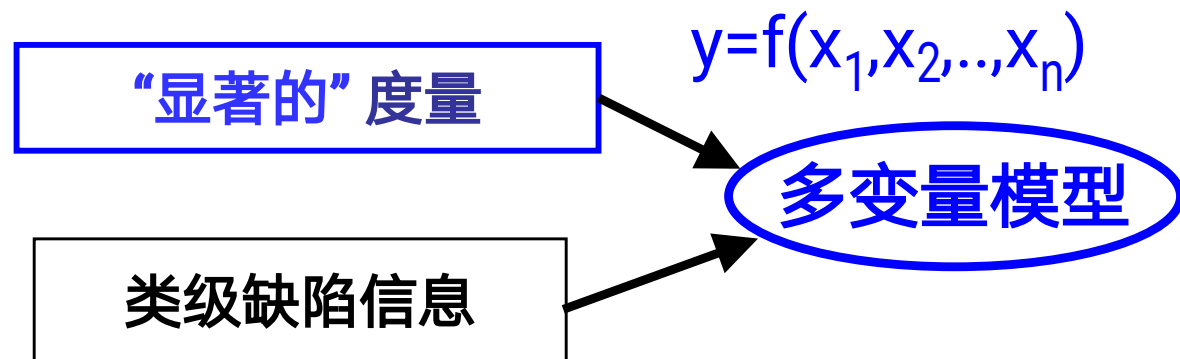 y=f(x₁,x₂,..,xₙ)
“显著的” 度量
多变量模型
类级缺陷信息